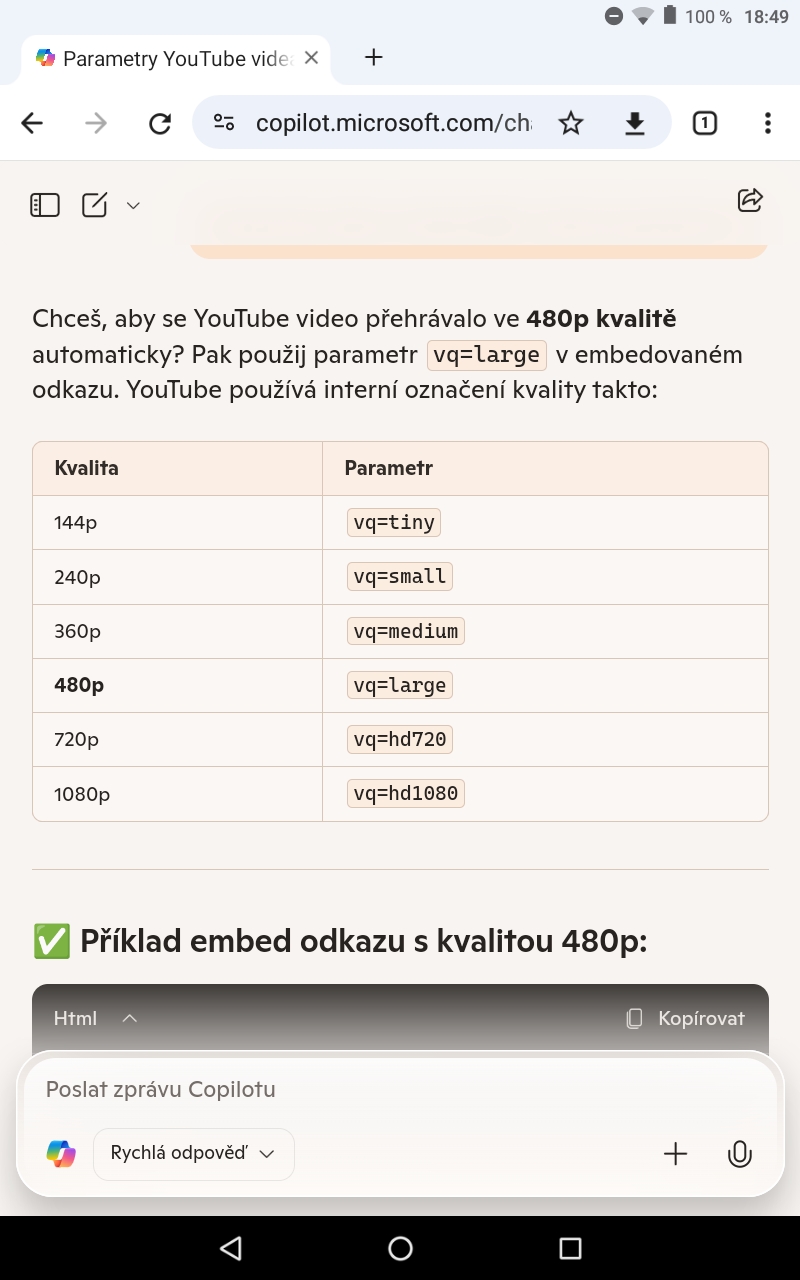 100 % 18:49
Parametry YouTube vide
copilot.microsoft.com/ch
1
Chceš, aby se YouTube video přehrávalo ve 480p kvalitě
automaticky? Pak použij parametr vq=large v embedovaném
odkazu. YouTube používá interní označení kvality takto:
Kvalita Parametr
144p vq=tiny
240p vq=small
360p vq=medium
480p vq=large
720p vq=hd720
1080p vq=hd1080
✅ Příklad embed odkazu s kvalitou 480p:
Html Kopírovat
Poslat zprávu Copilotu
Rychlá odpověď